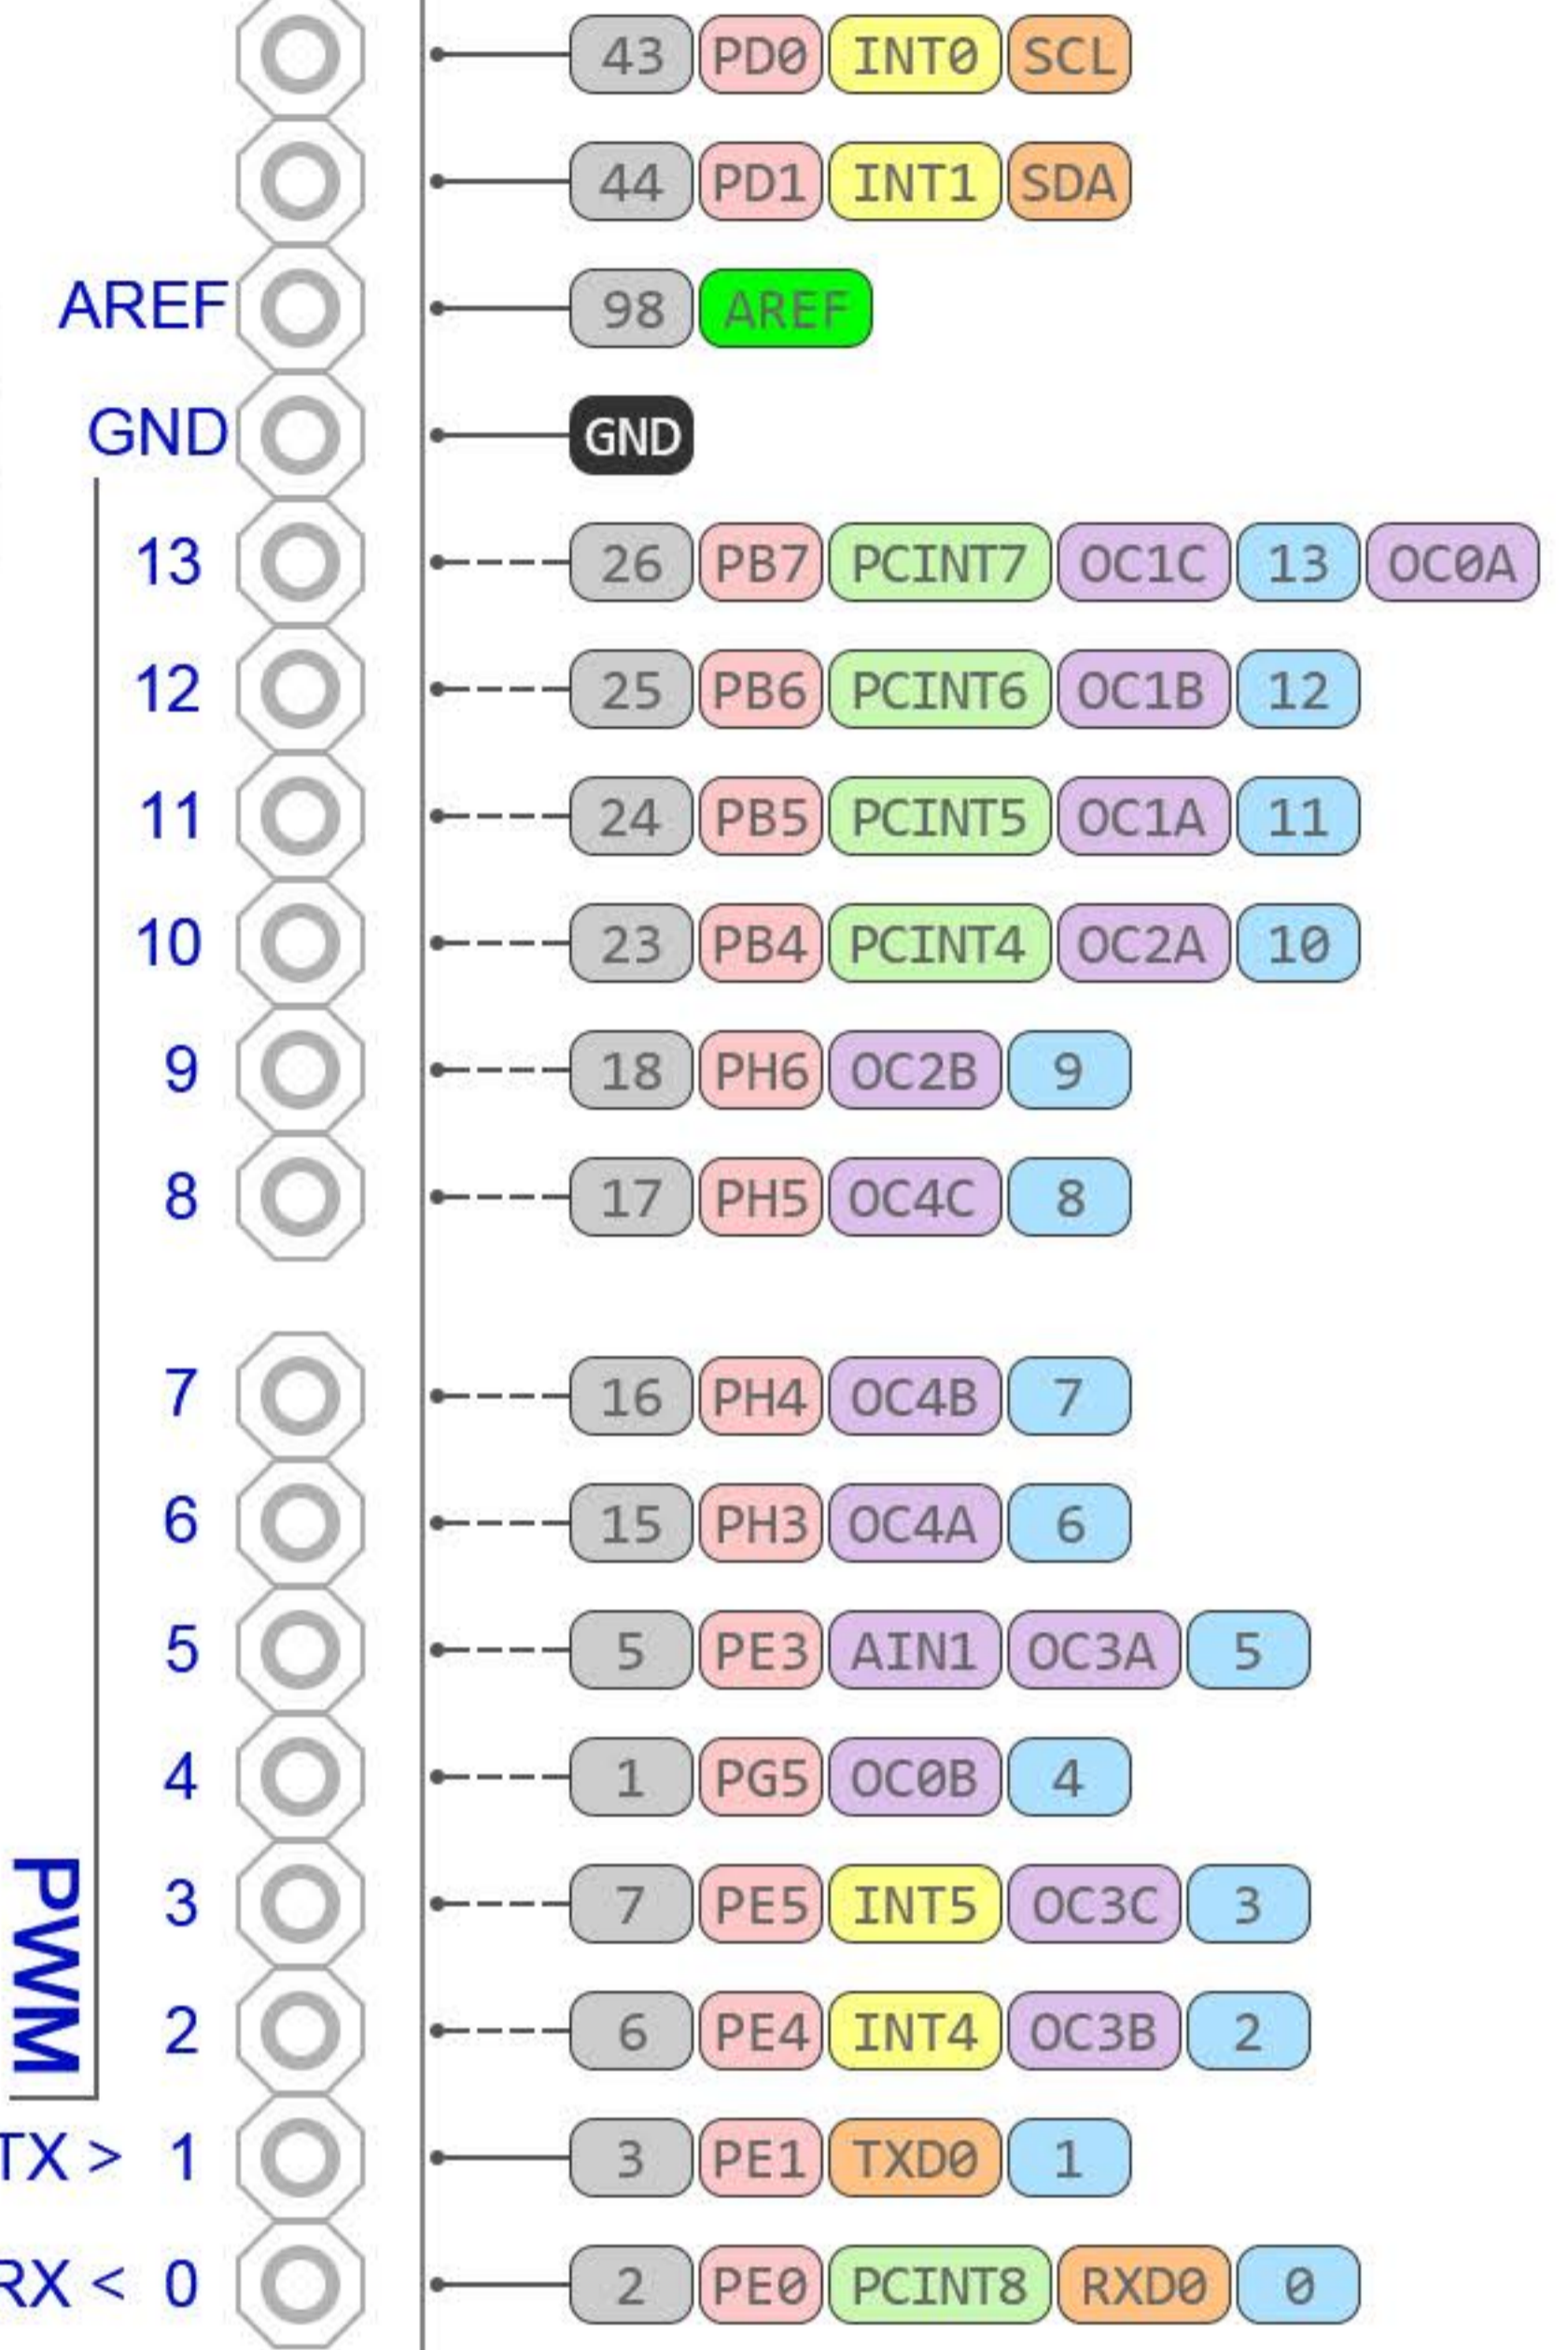 43 PD0 INT0 SCL
44 PD1 INT1 SDA
AREF 98 AREF
GND GND
13 26 PB7 PCINT7 OC1C 13 OC0A
12 25 PB6 PCINT6 OC1B 12
11 24 PB5 PCINT5 OC1A 11
10 23 PB4 PCINT4 OC2A 10
9 18 PH6 OC2B 9
8 17 PH5 OC4C 8
7 16 PH4 OC4B 7
6 15 PH3 OC4A 6
5 5 PE3 AIN1 OC3A 5
4 1 PG5 OC0B 4
3 7 PE5 INT5 OC3C 3
2 6 PE4 INT4 OC3B 2
PWM
TX > 1 3 PE1 TXD0 1
RX < 0 2 PE0 PCINT8 RXD0 0